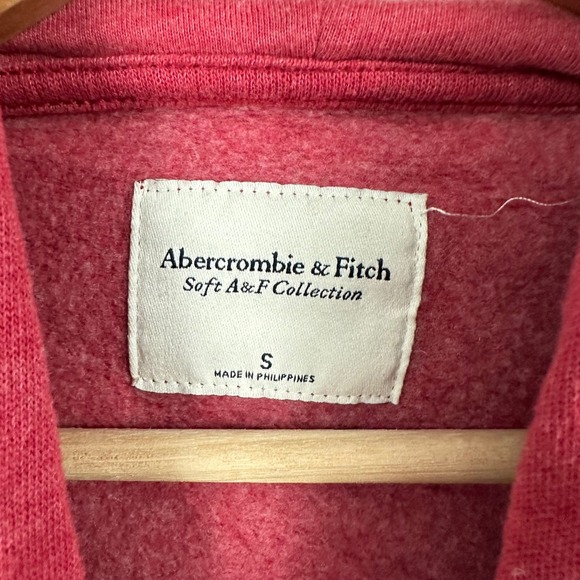 Abercrombie & Fitch
Soft A&F Collection
S
MADE IN PHILIPPINES